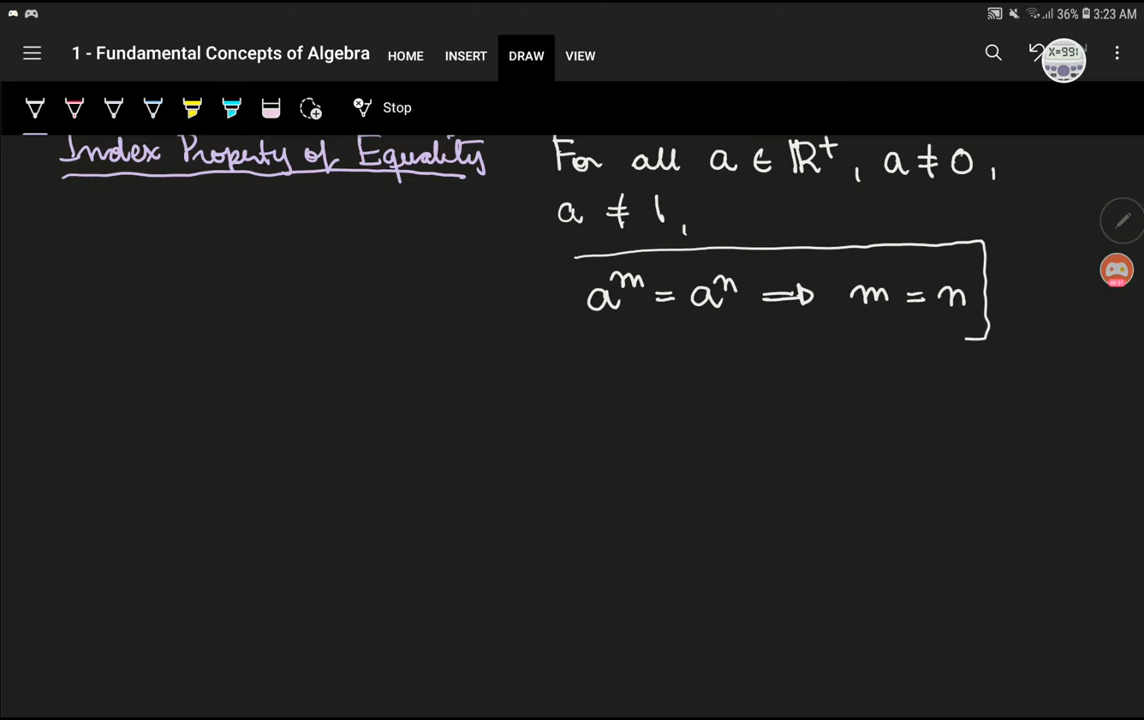 36% 3:23 AM
1 - Fundamental Concepts of Algebra HOME INSERT DRAW VIEW
X=991
Stop
Index Property of Equality
For all a ∈ ℝ⁺, a ≠ 0,
a ≠ 1,
aᵐ = aⁿ ⟹ m = n